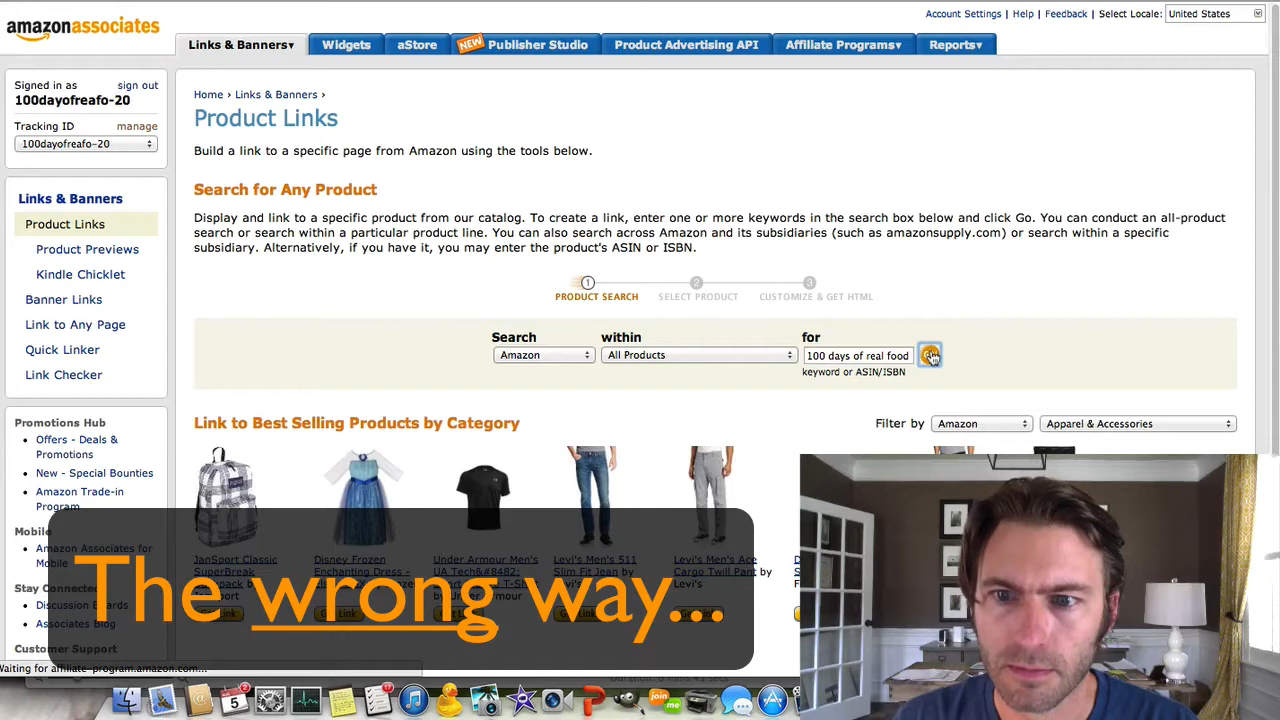 amazonassociates
Account Settings | Help | Feedback | Select Locale: United States
Links & Banners▾
Widgets
aStore
NEW Publisher Studio
Product Advertising API
Affiliate Programs▾
Reports▾
Signed in as
sign out
100dayofreafo-20
Tracking ID
manage
100dayofreafo-20
Links & Banners
Product Links
Product Previews
Kindle Chicklet
Banner Links
Link to Any Page
Quick Linker
Link Checker
Promotions Hub
• Offers - Deals &
Promotions
• New - Special Bounties
• Amazon Trade-in
Program
Mobile
• Amazon Associates for
Mobile
Stay Connected
• Discussion Boards
• Associates Blog
Customer Support
Home › Links & Banners ›
Product Links
Build a link to a specific page from Amazon using the tools below.
Search for Any Product
Display and link to a specific product from our catalog. To create a link, enter one or more keywords in the search box below and click Go. You can conduct an all-product
search or search within a particular product line. You can also search across Amazon and its subsidiaries (such as amazonsupply.com) or search within a specific
subsidiary. Alternatively, if you have it, you may enter the product's ASIN or ISBN.
1
2
3
PRODUCT SEARCH
SELECT PRODUCT
CUSTOMIZE & GET HTML
Search
within
for
Amazon
All Products
100 days of real food
keyword or ASIN/ISBN
Link to Best Selling Products by Category
Filter by
Amazon
Apparel & Accessories
JanSport Classic
SuperBreak
Disney Frozen
Enchanting Dress -
Under Armour Men's
UA Tech&#8482;
Levi's Men's 511
Slim Fit Jean by
Levi's
Levi's Men's Ace
Cargo Twill Pant by
Levi's
The wrong way...
Waiting for affiliate-program.amazon.com...
2
5
17
join
me